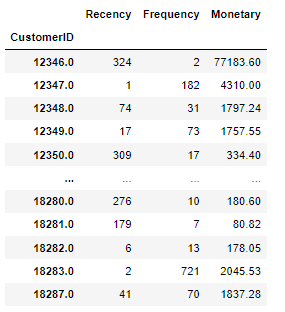 Recency Frequency Monetary
CustomerID
12346.0 324 2 77183.60
12347.0 1 182 4310.00
12348.0 74 31 1797.24
12349.0 17 73 1757.55
12350.0 309 17 334.40
... ... ... ...
18280.0 276 10 180.60
18281.0 179 7 80.82
18282.0 6 13 178.05
18283.0 2 721 2045.53
18287.0 41 70 1837.28